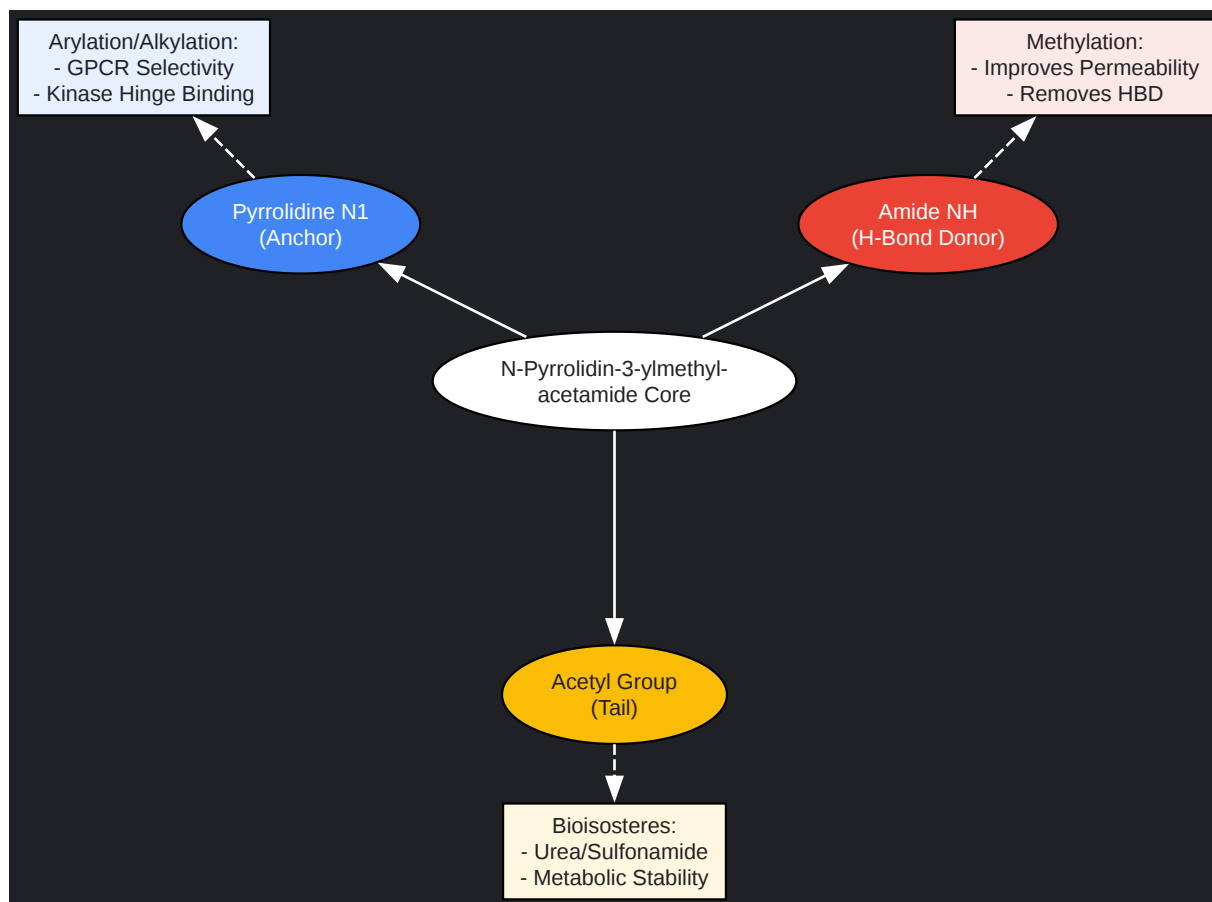 Arylation/Alkylation:
- GPCR Selectivity
- Kinase Hinge Binding
Methylation:
- Improves Permeability
- Removes HBD
Pyrrolidine N1
(Anchor)
Amide NH
(H-Bond Donor)
N-Pyrrolidin-3-ylmethyl-
acetamide Core
Acetyl Group
(Tail)
Bioisosteres:
- Urea/Sulfonamide
- Metabolic Stability